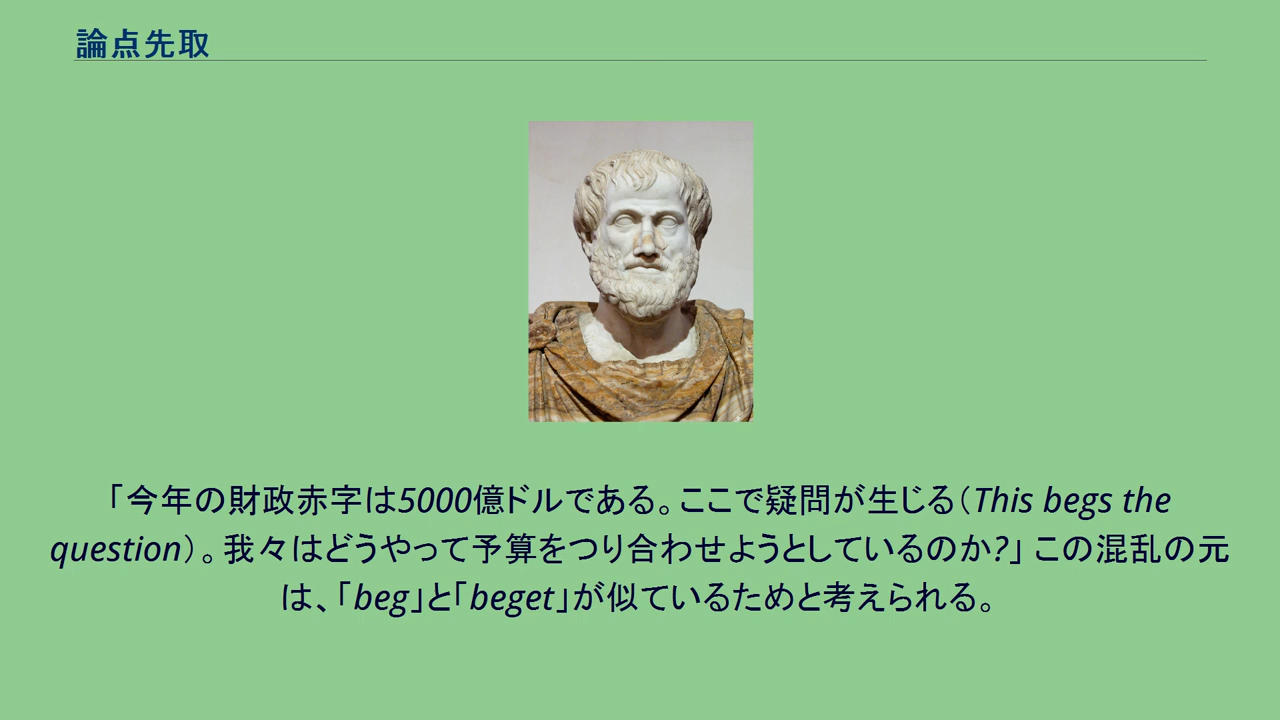 論点先取
「今年の財政赤字は5000億ドルである。ここで疑問が生じる（This begs the
question）。我々はどうやって予算をつり合わせようとしているのか?」 この混乱の元
は、「beg」と「beget」が似ているためと考えられる。